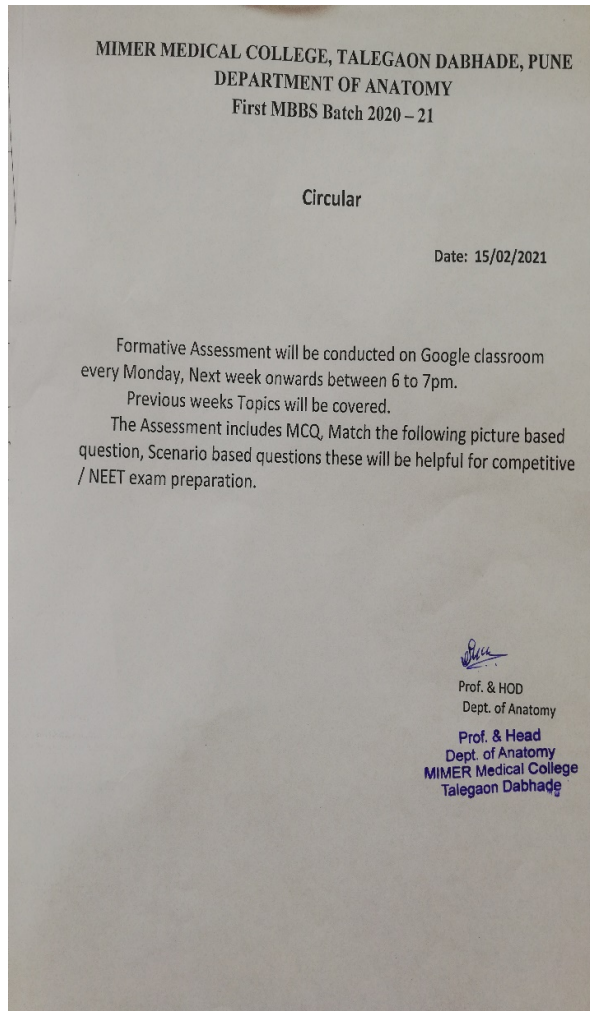 MIMER MEDICAL COLLEGE, TALEGAON DABHADE, PUNE
DEPARTMENT OF ANATOMY
First MBBS Batch 2020 – 21
Circular
Date: 15/02/2021
Formative Assessment will be conducted on Google classroom
every Monday, Next week onwards between 6 to 7pm.
Previous weeks Topics will be covered.
The Assessment includes MCQ, Match the following picture based
question, Scenario based questions these will be helpful for competitive
/ NEET exam preparation.
Prof. & HOD
Dept. of Anatomy
Prof. & Head
Dept. of Anatomy
MIMER Medical College
Talegaon Dabhade